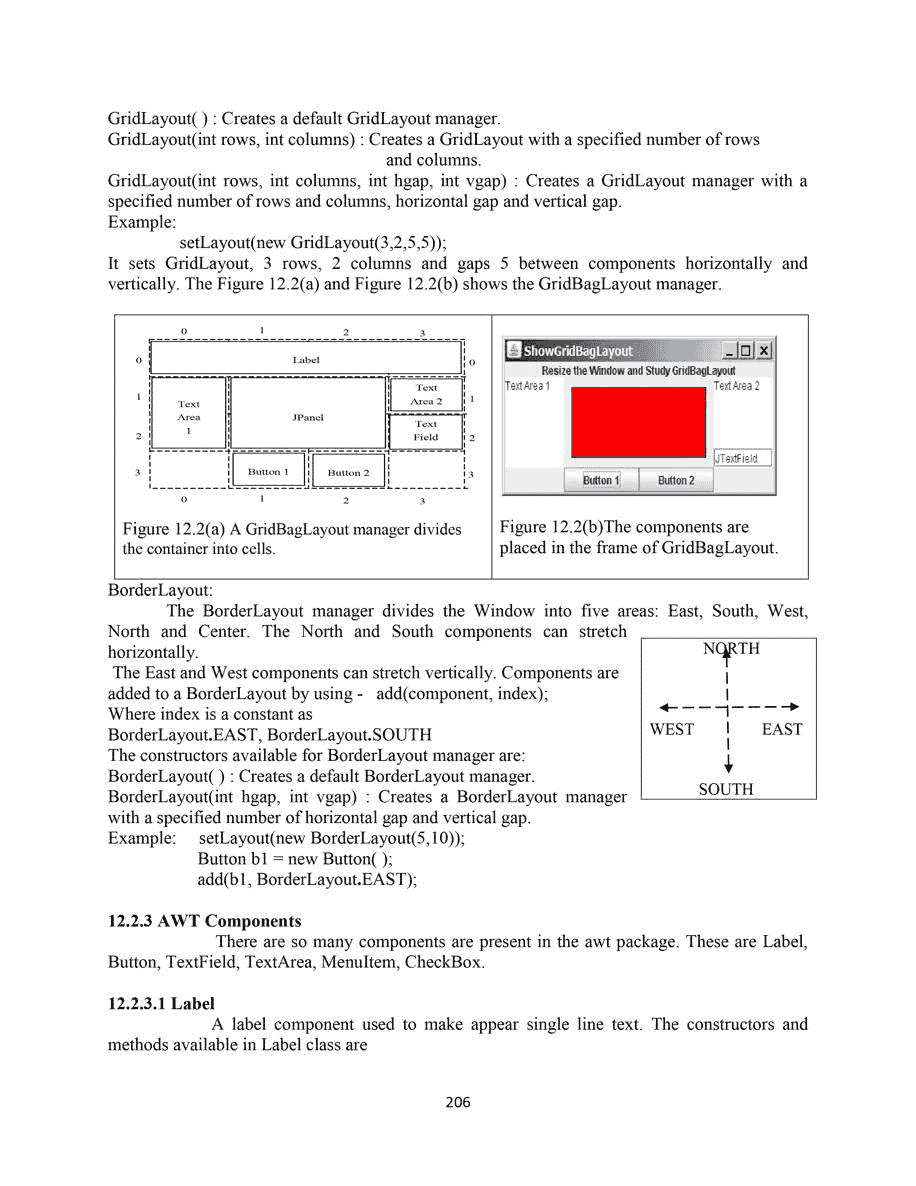 GridLayout( ) : Creates a default GridLayout manager.
GridLayout(int rows, int columns) : Creates a GridLayout with a specified number of rows
and columns.
GridLayout(int rows, int columns, int hgap, int vgap) : Creates a GridLayout manager with a
specified number of rows and columns, horizontal gap and vertical gap.
Example:
setLayout(new GridLayout(3,2,5,5));
It sets GridLayout, 3 rows, 2 columns and gaps 5 between components horizontally and
vertically. The Figure 12.2(a) and Figure 12.2(b) shows the GridBagLayout manager.
0 1 2 3
0 Label 0
1 Text Area 1
2 JPanel
Text Area 2 1
Text Field 2
3 Button 1 Button 2 3
0 1 2 3
Figure 12.2(a) A GridBagLayout manager divides
the container into cells.
ShowGridBagLayout
Resize the Window and Study GridBagLayout
Text Area 1 Text Area 2
JTextField
Button 1 Button 2
Figure 12.2(b)The components are
placed in the frame of GridBagLayout.
BorderLayout:
The BorderLayout manager divides the Window into five areas: East, South, West,
North and Center. The North and South components can stretch
horizontally.
The East and West components can stretch vertically. Components are
added to a BorderLayout by using - add(component, index);
Where index is a constant as
BorderLayout.EAST, BorderLayout.SOUTH
The constructors available for BorderLayout manager are:
BorderLayout( ) : Creates a default BorderLayout manager.
BorderLayout(int hgap, int vgap) : Creates a BorderLayout manager
with a specified number of horizontal gap and vertical gap.
Example: setLayout(new BorderLayout(5,10));
Button b1 = new Button( );
add(b1, BorderLayout.EAST);
NORTH
WEST EAST
SOUTH
12.2.3 AWT Components
There are so many components are present in the awt package. These are Label,
Button, TextField, TextArea, MenuItem, CheckBox.
12.2.3.1 Label
A label component used to make appear single line text. The constructors and
methods available in Label class are
206